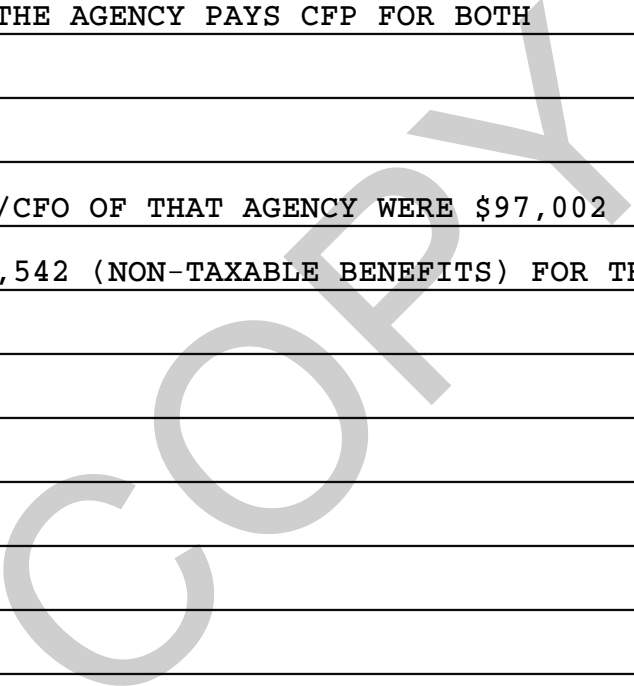 THE AGENCY PAYS CFP FOR BOTH
/CFO OF THAT AGENCY WERE $97,002
,542 (NON-TAXABLE BENEFITS) FOR
COPY